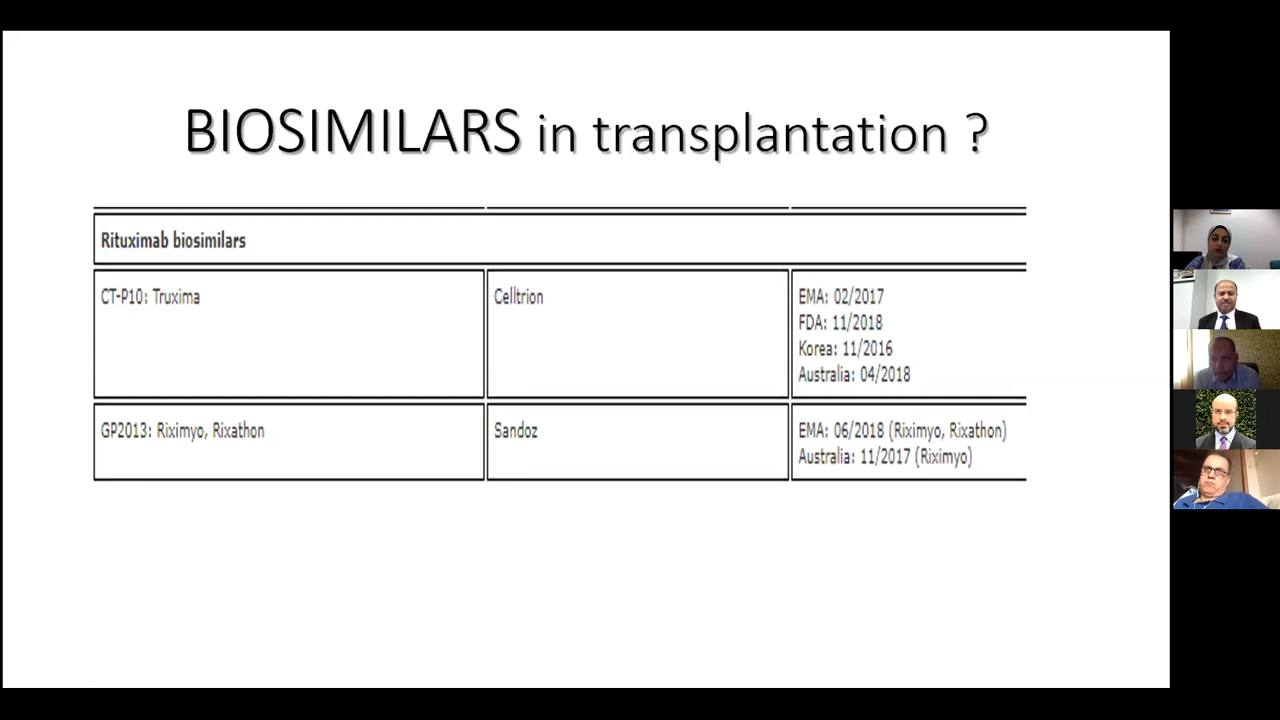 BIOSIMILARS in transplantation ?
Rituximab biosimilars
CT-P10: Truxima
Celltrion
EMA: 02/2017
FDA: 11/2018
Korea: 11/2016
Australia: 04/2018
GP2013: Riximyo, Rixathon
Sandoz
EMA: 06/2018 (Riximyo, Rixathon)
Australia: 11/2017 (Riximyo)